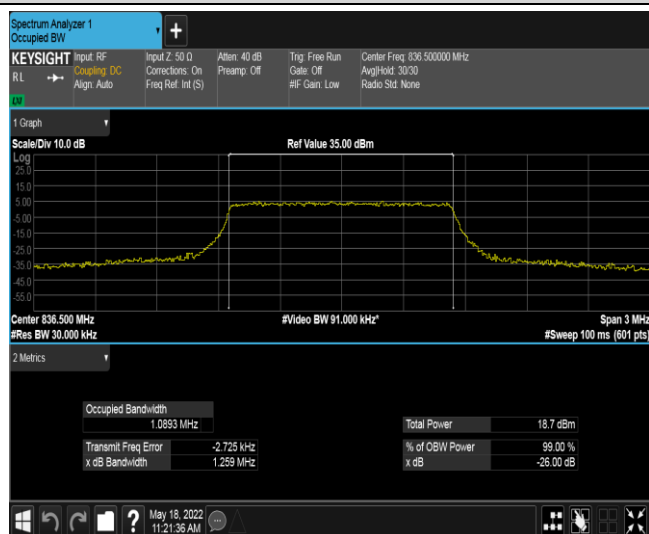 Spectrum Analyzer 1
Occupied BW
+
KEYSIGHT
RL
LXI
Input: RF
Coupling: DC
Align: Auto
Input Z: 50 Ω
Corrections: On
Freq Ref: Int (S)
Atten: 40 dB
Preamp: Off
Trig: Free Run
Gate: Off
#IF Gain: Low
Center Freq: 836.500000 MHz
Avg|Hold: 30/30
Radio Std: None
1 Graph
Scale/Div 10.0 dB
Ref Value 35.00 dBm
Log
25.0
15.0
5.00
-5.00
-15.0
-25.0
-35.0
-45.0
-55.0
Center 836.500 MHz
#Video BW 91.000 kHz*
Span 3 MHz
#Res BW 30.000 kHz
#Sweep 100 ms (601 pts)
2 Metrics
Occupied Bandwidth
1.0893 MHz
Total Power 18.7 dBm
Transmit Freq Error -2.725 kHz
% of OBW Power 99.00 %
x dB Bandwidth 1.259 MHz
x dB -26.00 dB
?
May 18, 2022
11:21:36 AM